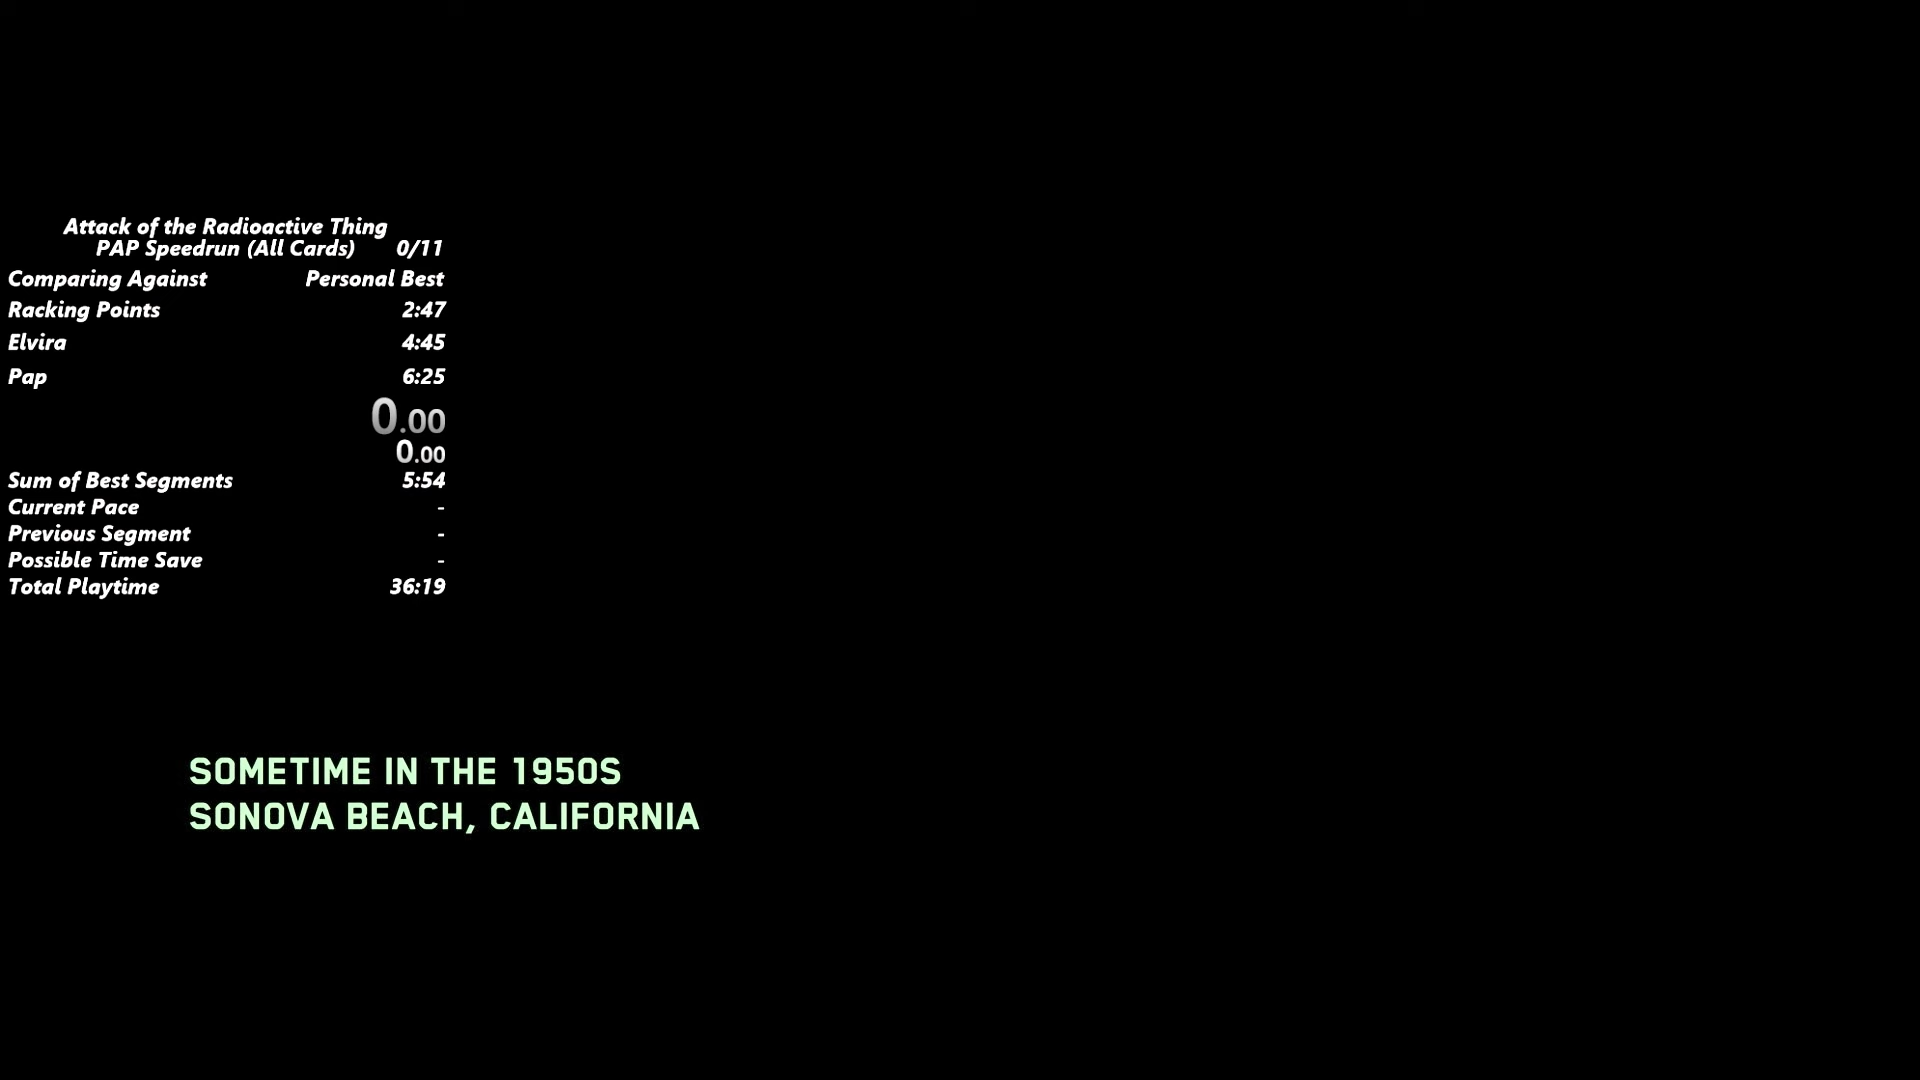 Attack of the Radioactive Thing
PAP Speedrun (All Cards) 0/11
Comparing Against Personal Best
Racking Points 2:47
Elvira 4:45
Pap 6:25
0.00
0.00
Sum of Best Segments 5:54
Current Pace -
Previous Segment -
Possible Time Save -
Total Playtime 36:19
SOMETIME IN THE 1950S
SONOVA BEACH, CALIFORNIA